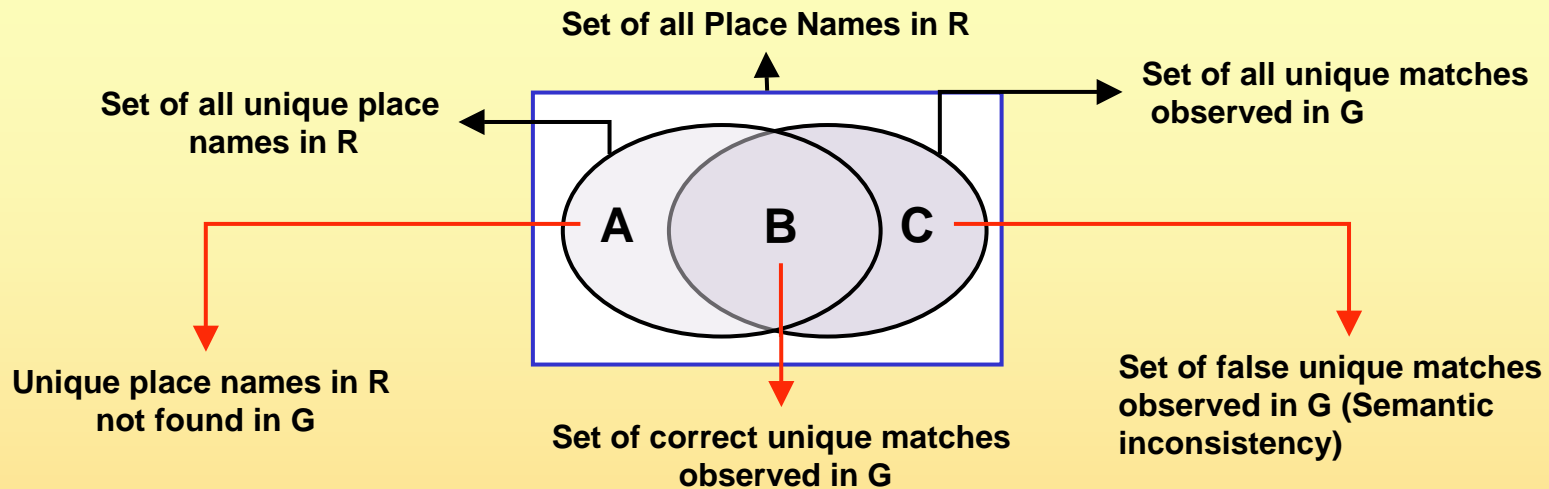 Set of all Place Names in R
Set of all unique place
names in R
Set of all unique matches
observed in G
A
B
C
Unique place names in R
not found in G
Set of correct unique matches
observed in G
Set of false unique matches
observed in G (Semantic
inconsistency)